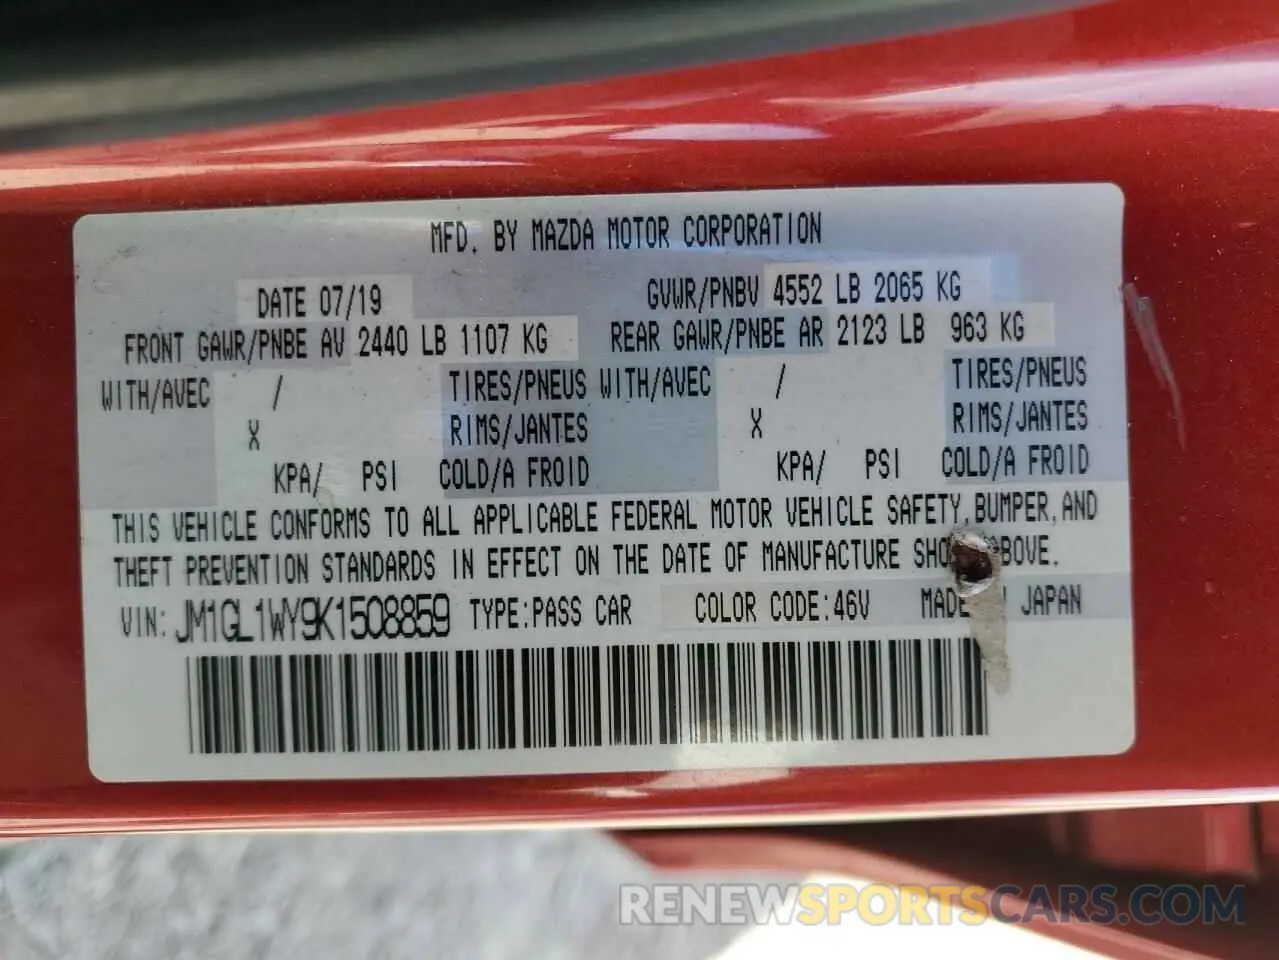 MFD. BY MAZDA MOTOR CORPORATION
DATE 07/19 GVWR/PNBV 4552 LB 2065 KG
FRONT GAWR/PNBE AV 2440 LB 1107 KG REAR GAWR/PNBE AR 2123 LB 963 KG
WITH/AVEC / TIRES/PNEUS WITH/AVEC / TIRES/PNEUS
X RIMS/JANTES X RIMS/JANTES
KPA/ PSI COLD/A FROID KPA/ PSI COLD/A FROID
THIS VEHICLE CONFORMS TO ALL APPLICABLE FEDERAL MOTOR VEHICLE SAFETY, BUMPER, AND
THEFT PREVENTION STANDARDS IN EFFECT ON THE DATE OF MANUFACTURE
VIN: JM1GL1WY9K1508859 TYPE:PASS CAR COLOR CODE:46V MADE JAPAN
RENEWSPORTSCARS.COM